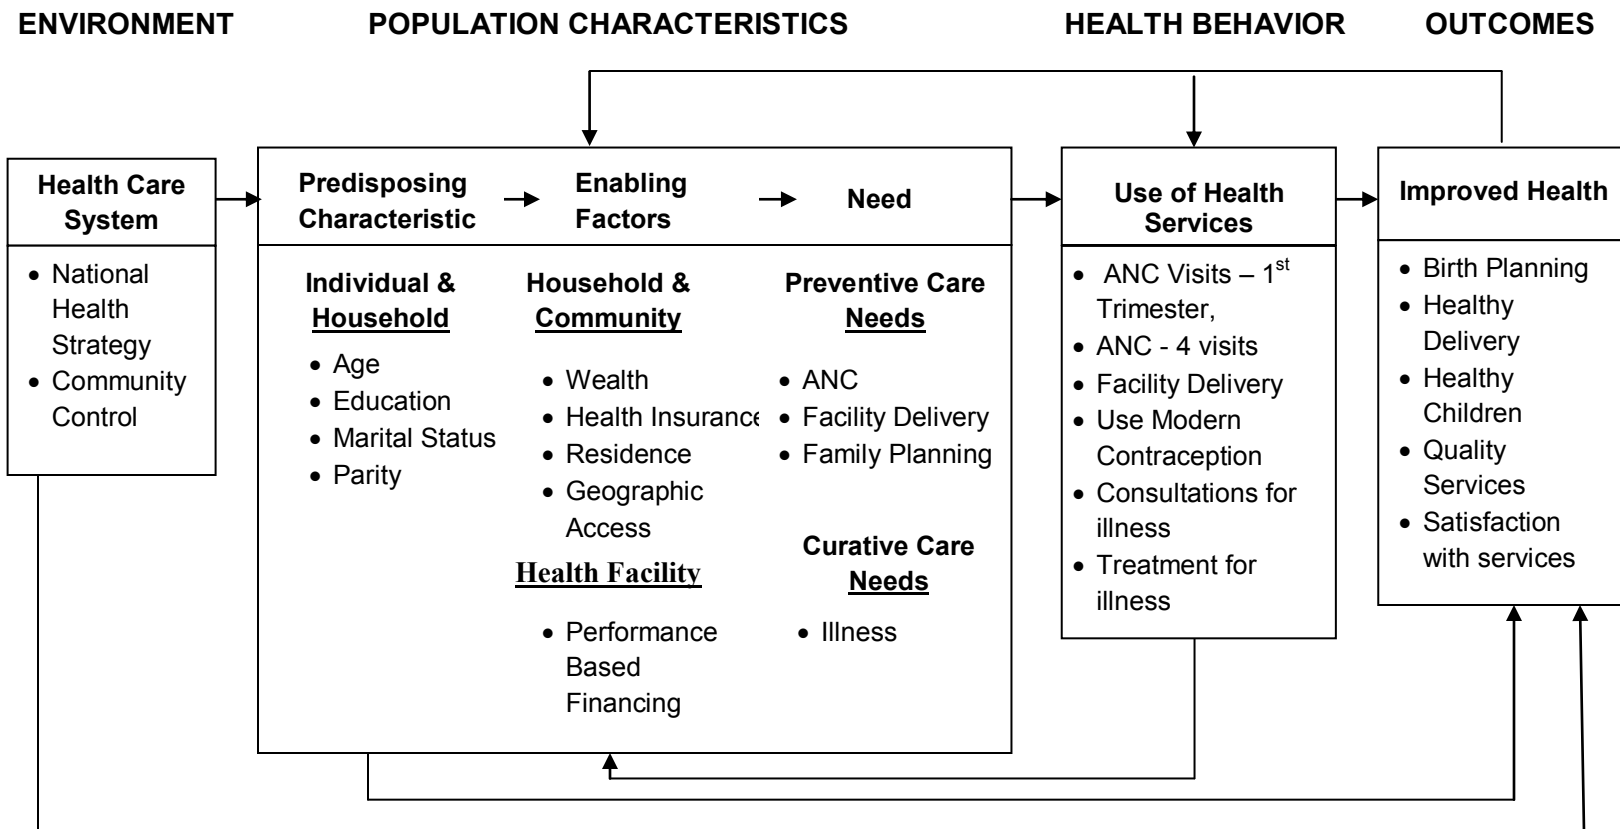 ENVIRONMENT
POPULATION CHARACTERISTICS
HEALTH BEHAVIOR
OUTCOMES
Health Care
System
• National
Health
Strategy
• Community
Control
Predisposing
Characteristic
Individual &
Household
• Age
• Education
• Marital Status
• Parity
Enabling
Factors
Household &
Community
• Wealth
• Health Insurance
• Residence
• Geographic
Access
Health Facility
• Performance
Based
Financing
Need
Preventive Care
Needs
• ANC
• Facility Delivery
• Family Planning
Curative Care
Needs
• Illness
Use of Health
Services
• ANC Visits – 1st
Trimester,
• ANC - 4 visits
• Facility Delivery
• Use Modern
Contraception
• Consultations for
illness
• Treatment for
illness
Improved Health
• Birth Planning
• Healthy
Delivery
• Healthy
Children
• Quality
Services
• Satisfaction
with services